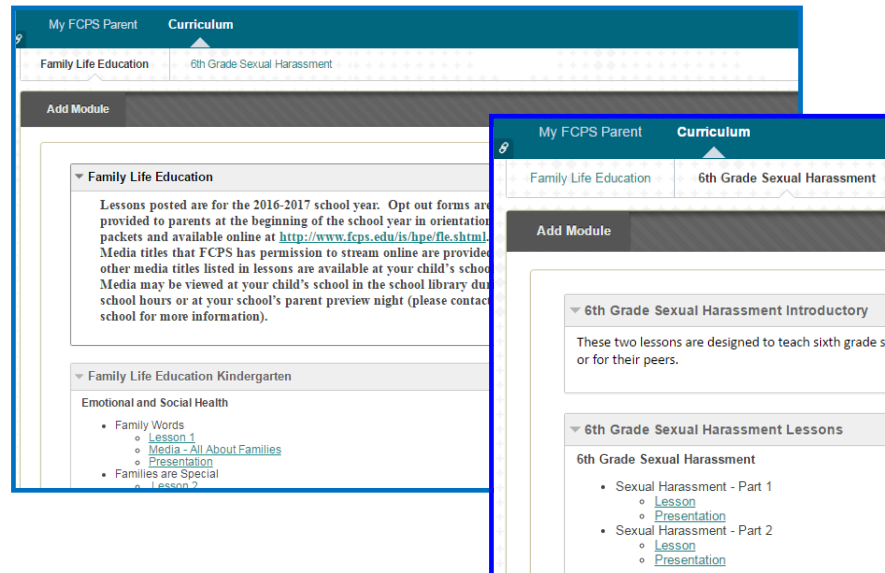 My FCPS Parent Curriculum
Family Life Education 6th Grade Sexual Harassment
Add Module
Family Life Education
Lessons posted are for the 2016-2017 school year. Opt out forms are
provided to parents at the beginning of the school year in orientation
packets and available online at http://www.fcps.edu/is/hpe/fle.shtml.
Media titles that FCPS has permission to stream online are
other media titles listed in lessons are available at your child's
Media may be viewed at your child's school in the school library
school hours or at your school's parent preview night (please
school for more information).
Family Life Education Kindergarten
Emotional and Social Health
Family Words
Lesson 1
Media - All About Families
Presentation
Families are Special
Lesson 2
My FCPS Parent Curriculum
Family Life Education 6th Grade Sexual Harassment
Add Module
6th Grade Sexual Harassment Introductory
These two lessons are designed to teach sixth grade
or for their peers.
6th Grade Sexual Harassment Lessons
6th Grade Sexual Harassment
Sexual Harassment - Part 1
Lesson
Presentation
Sexual Harassment - Part 2
Lesson
Presentation